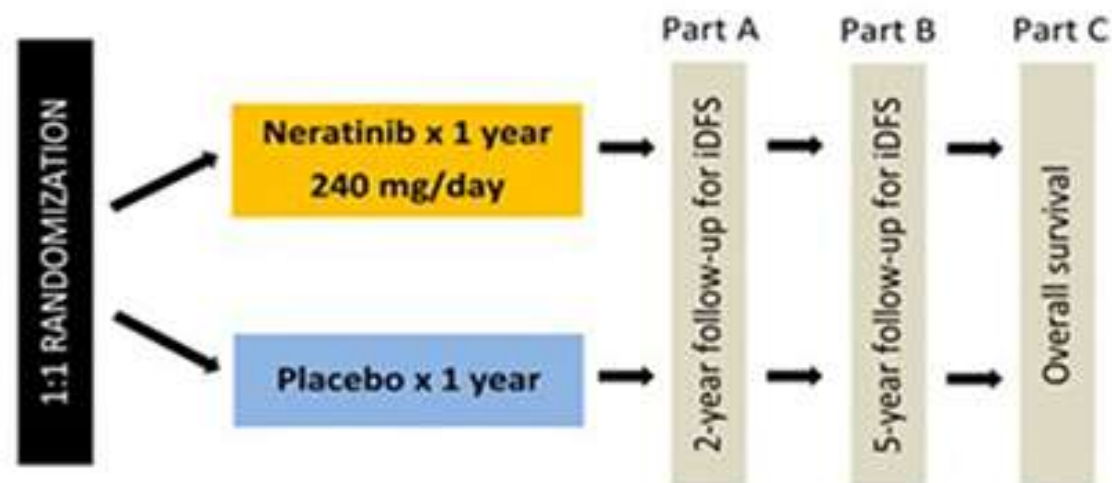 1:1 RANDOMIZATION
Neratinib x 1 year
240 mg/day
Placebo x 1 year
Part A
2-year follow-up for iDFS
Part B
5-year follow-up for iDFS
Part C
Overall survival